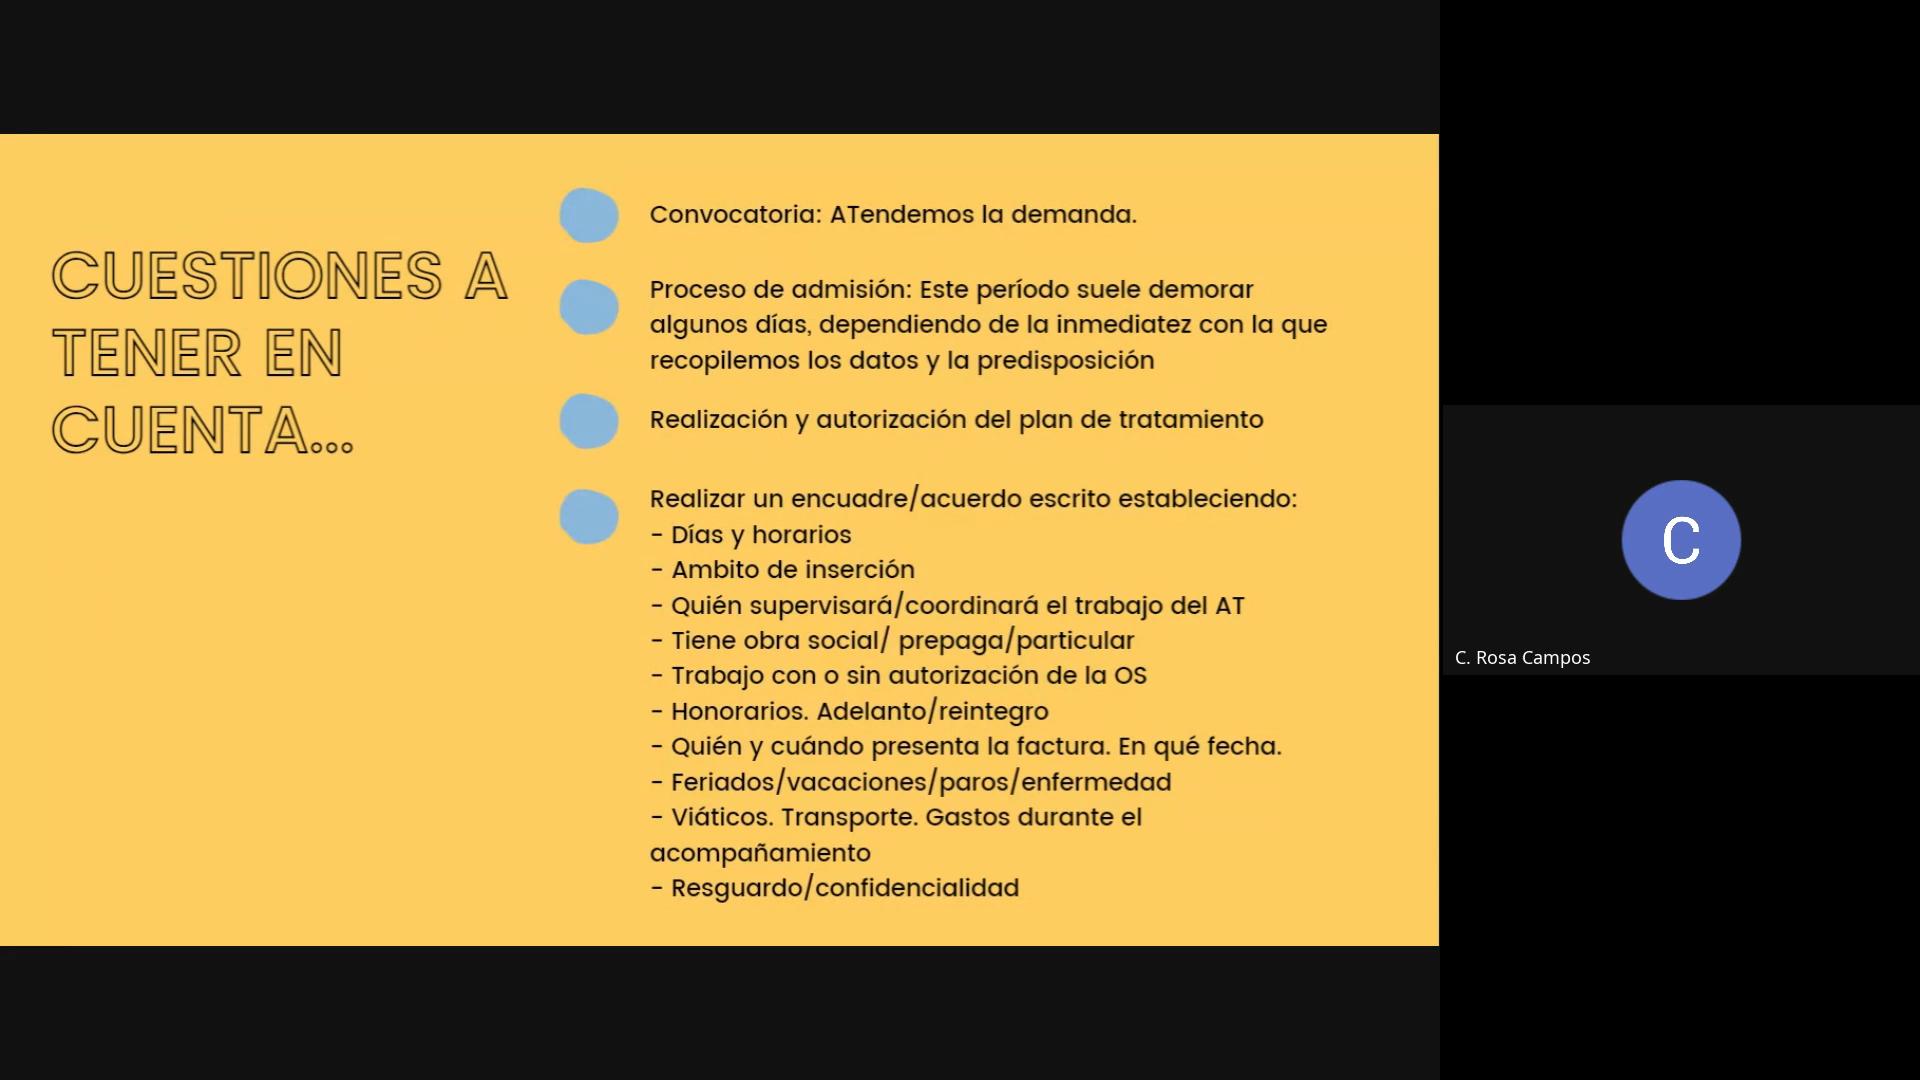 CUESTIONES A
TENER EN
CUENTA...
Convocatoria: ATendemos la demanda.
Proceso de admisión: Este período suele demorar
algunos días, dependiendo de la inmediatez con la que
recopilemos los datos y la predisposición
Realización y autorización del plan de tratamiento
Realizar un encuadre/acuerdo escrito estableciendo:
- Días y horarios
- Ambito de inserción
- Quién supervisará/coordinará el trabajo del AT
- Tiene obra social/ prepaga/particular
- Trabajo con o sin autorización de la OS
- Honorarios. Adelanto/reintegro
- Quién y cuándo presenta la factura. En qué fecha.
- Feriados/vacaciones/paros/enfermedad
- Viáticos. Transporte. Gastos durante el
acompañamiento
- Resguardo/confidencialidad
C
C. Rosa Campos